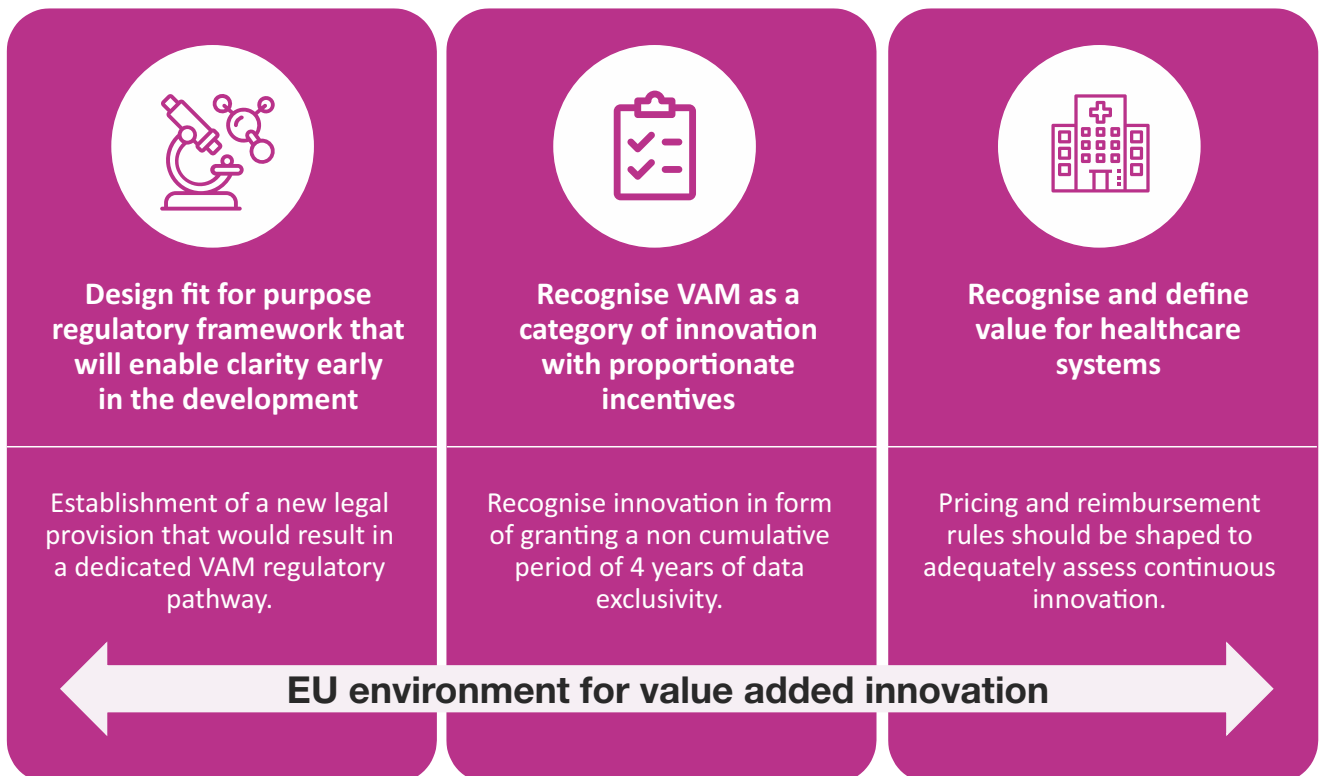 Design fit for purpose
regulatory framework that
will enable clarity early
in the development
Establishment of a new legal
provision that would result in
a dedicated VAM regulatory
pathway.
Recognise VAM as a
category of innovation
with proportionate
incentives
Recognise innovation in form
of granting a non cumulative
period of 4 years of data
exclusivity.
Recognise and define
value for healthcare
systems
Pricing and reimbursement
rules should be shaped to
adequately assess continuous
innovation.
EU environment for value added innovation